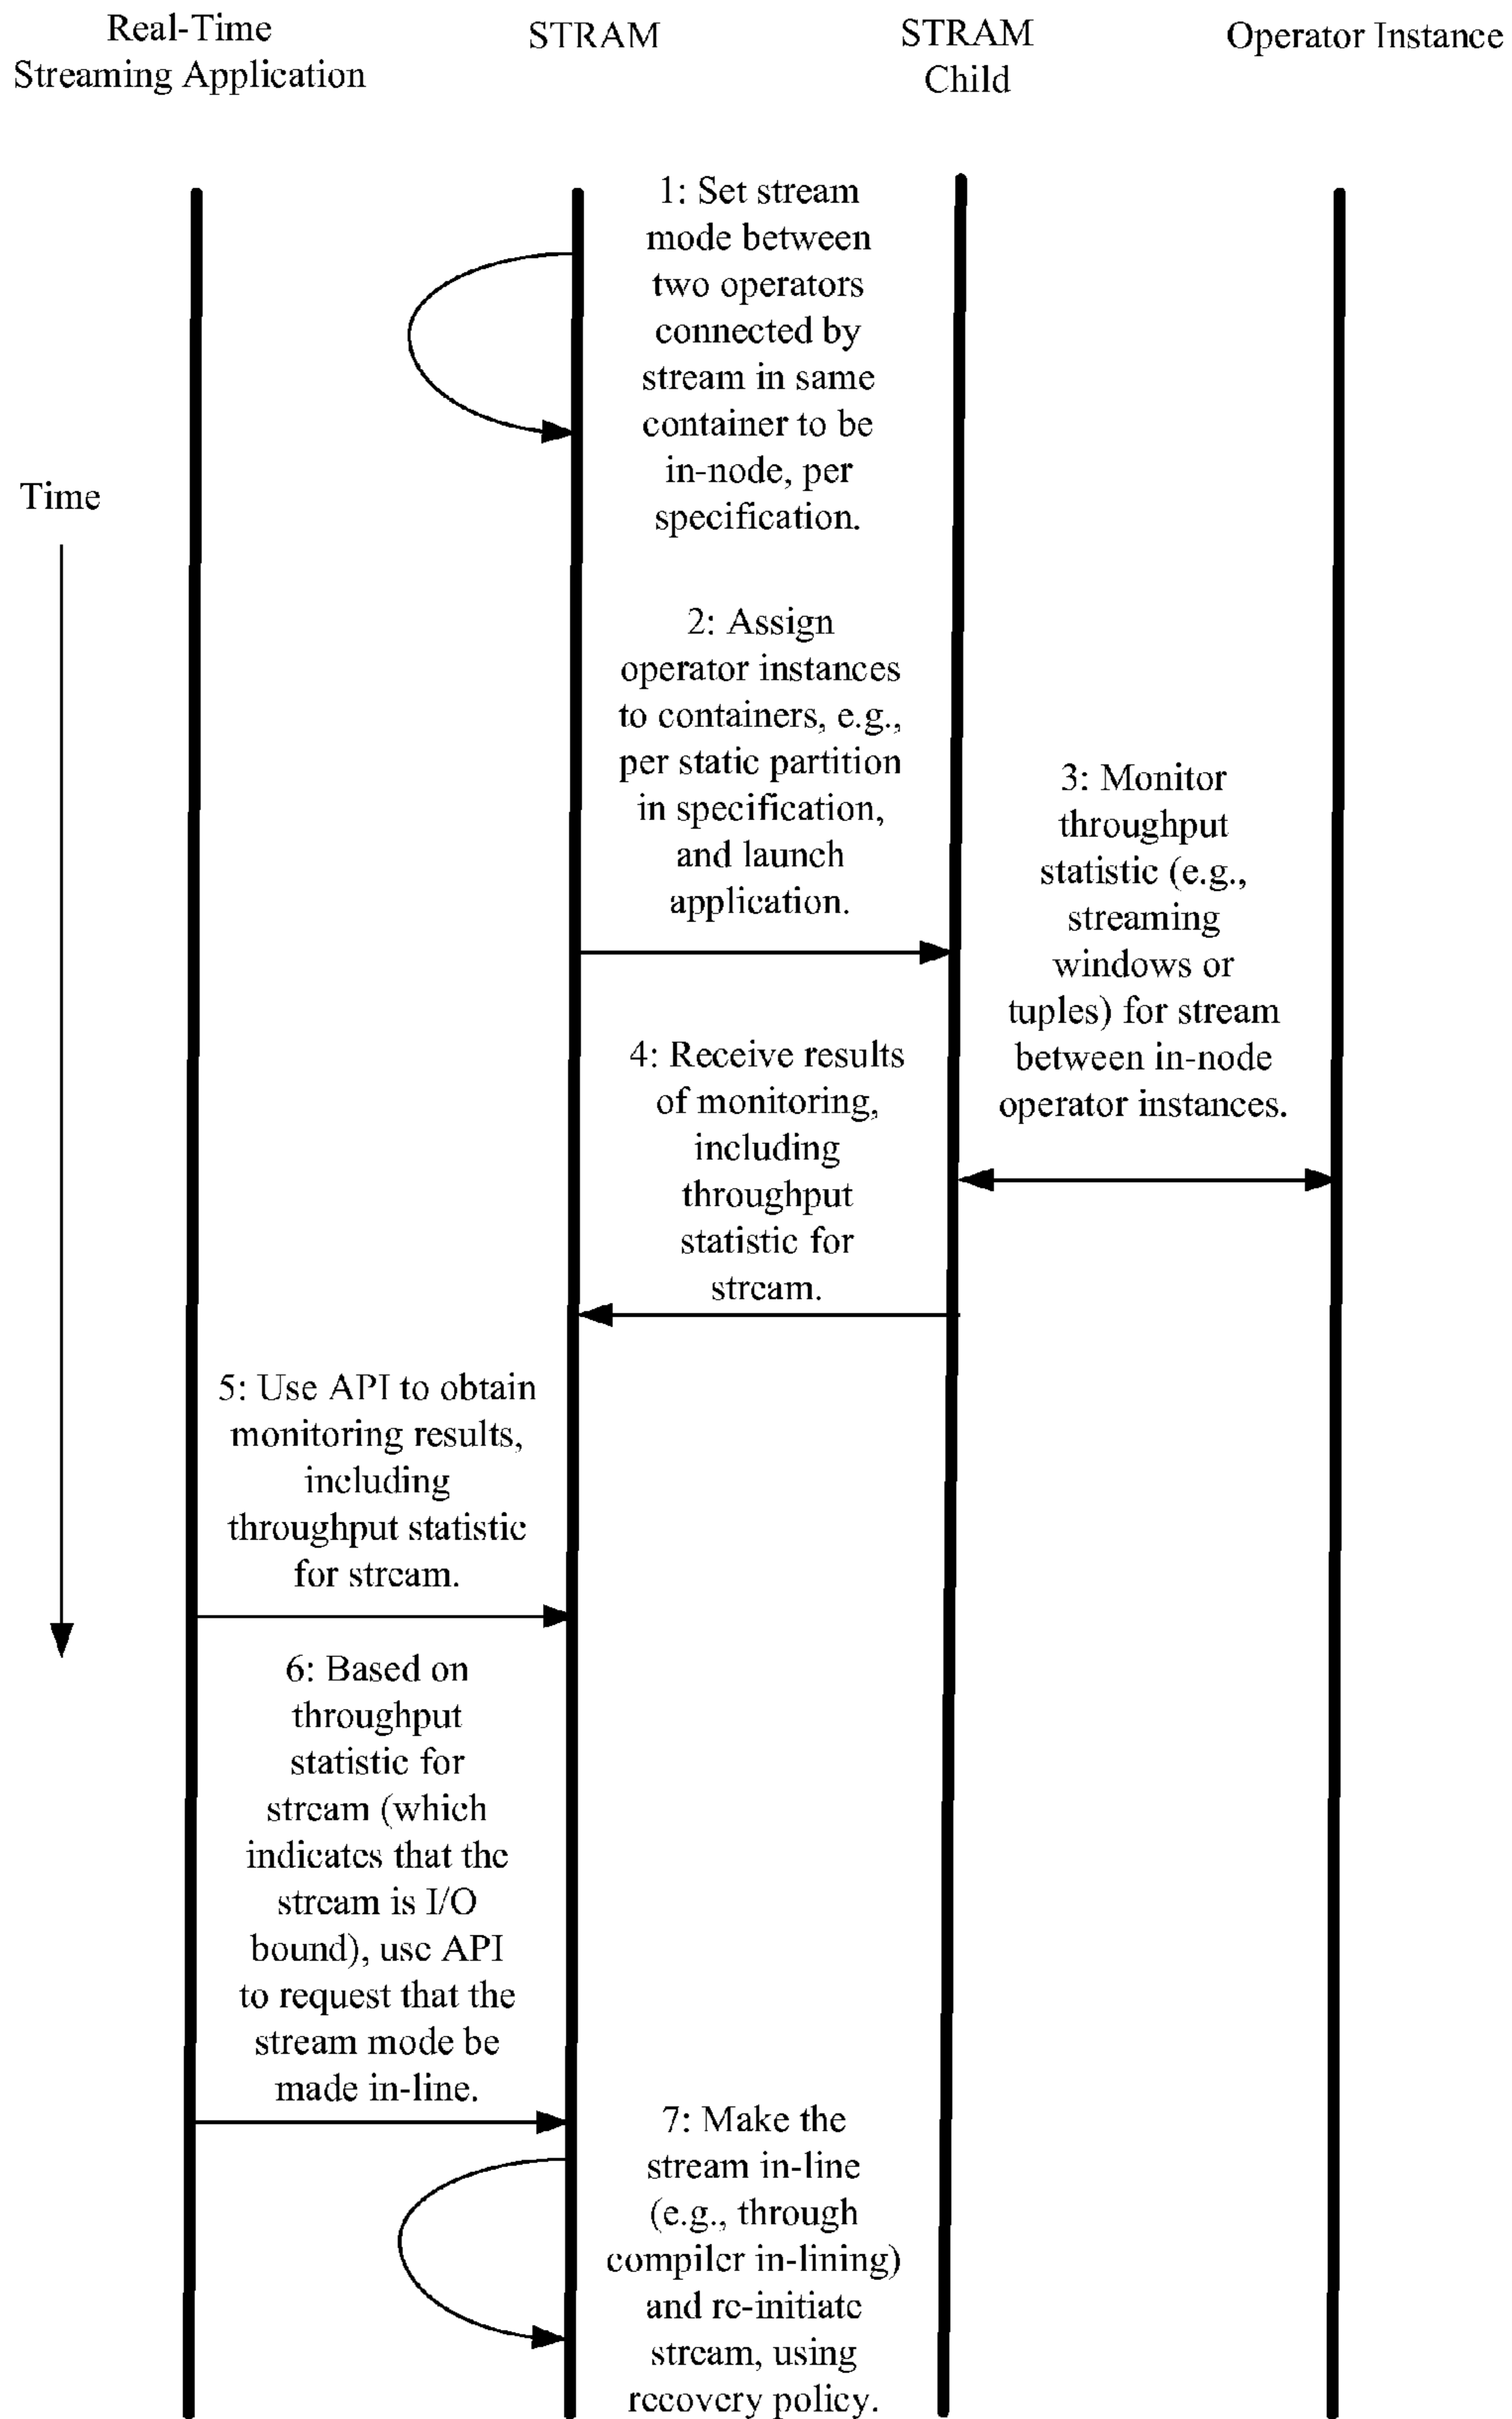 Real-Time
Streaming Application
STRAM
STRAM
Child
Operator Instance
1: Set stream
mode between
two operators
connected by
stream in same
container to be
in-node, per
specification.
Time
2: Assign
operator instances
to containers, e.g.,
per static partition
in specification,
and launch
application.
3: Monitor
throughput
statistic (e.g.,
streaming
windows or
tuples) for stream
between in-node
operator instances.
4: Receive results
of monitoring,
including
throughput
statistic for
stream.
5: Use API to obtain
monitoring results,
including
throughput statistic
for stream.
6: Based on
throughput
statistic for
stream (which
indicates that the
stream is I/O
bound), use API
to request that the
stream mode be
made in-line.
7: Make the
stream in-line
(e.g., through
compiler in-lining)
and re-initiate
stream, using
recovery policy.